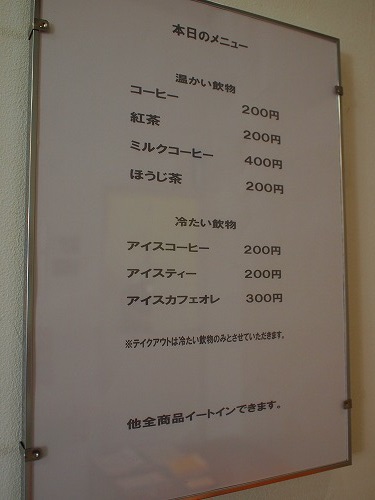 本日のメニュー
温かい飲物
コーヒー 200円
紅茶 200円
ミルクコーヒー 400円
ほうじ茶 200円
冷たい飲物
アイスコーヒー 200円
アイスティー 200円
アイスカフェオレ 300円
※テイクアウトは冷たい飲物のみとさせていただきます。
他全商品イートインできます。